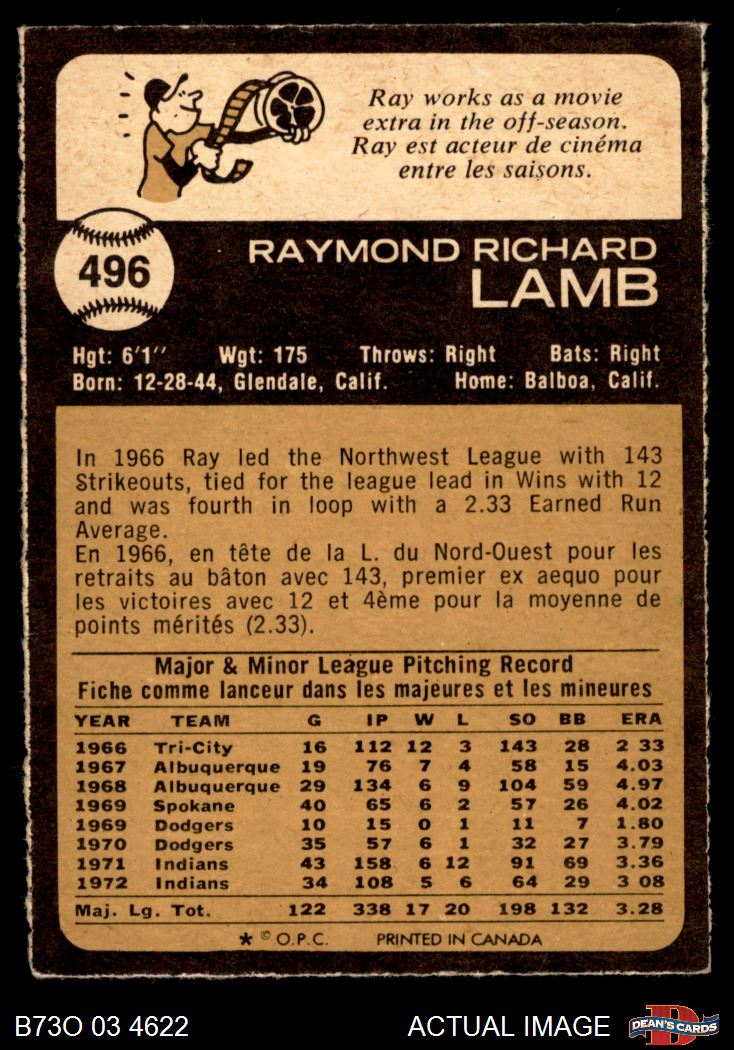 Ray works as a movie
extra in the off-season.
Ray est acteur de cinéma
entre les saisons.
496
RAYMOND RICHARD
LAMB
Hgt: 6'1" Wgt: 175 Throws: Right Bats: Right
Born: 12-28-44, Glendale, Calif. Home: Balboa, Calif.
In 1966 Ray led the Northwest League with 143
Strikeouts, tied for the league lead in Wins with 12
and was fourth in loop with a 2.33 Earned Run
Average.
En 1966, en tête de la L. du Nord-Ouest pour les
retraits au bâton avec 143, premier ex aequo pour
les victoires avec 12 et 4ème pour la moyenne de
points mérités (2.33).
Major & Minor League Pitching Record
Fiche comme lanceur dans les majeures et les mineures
YEAR TEAM G IP W L SO BB ERA
1966 Tri-City 16 112 12 3 143 28 2 33
1967 Albuquerque 19 76 7 4 58 15 4.03
1968 Albuquerque 29 134 6 9 104 59 4.97
1969 Spokane 40 65 6 2 57 26 4.02
1969 Dodgers 10 15 0 1 11 7 1.80
1970 Dodgers 35 57 6 1 32 27 3.79
1971 Indians 43 158 6 12 91 69 3.36
1972 Indians 34 108 5 6 64 29 3 08
Maj. Lg. Tot. 122 338 17 20 198 132 3.28
* © O.P.C. PRINTED IN CANADA
B73O 03 4622 ACTUAL IMAGE DEAN'S CARDS